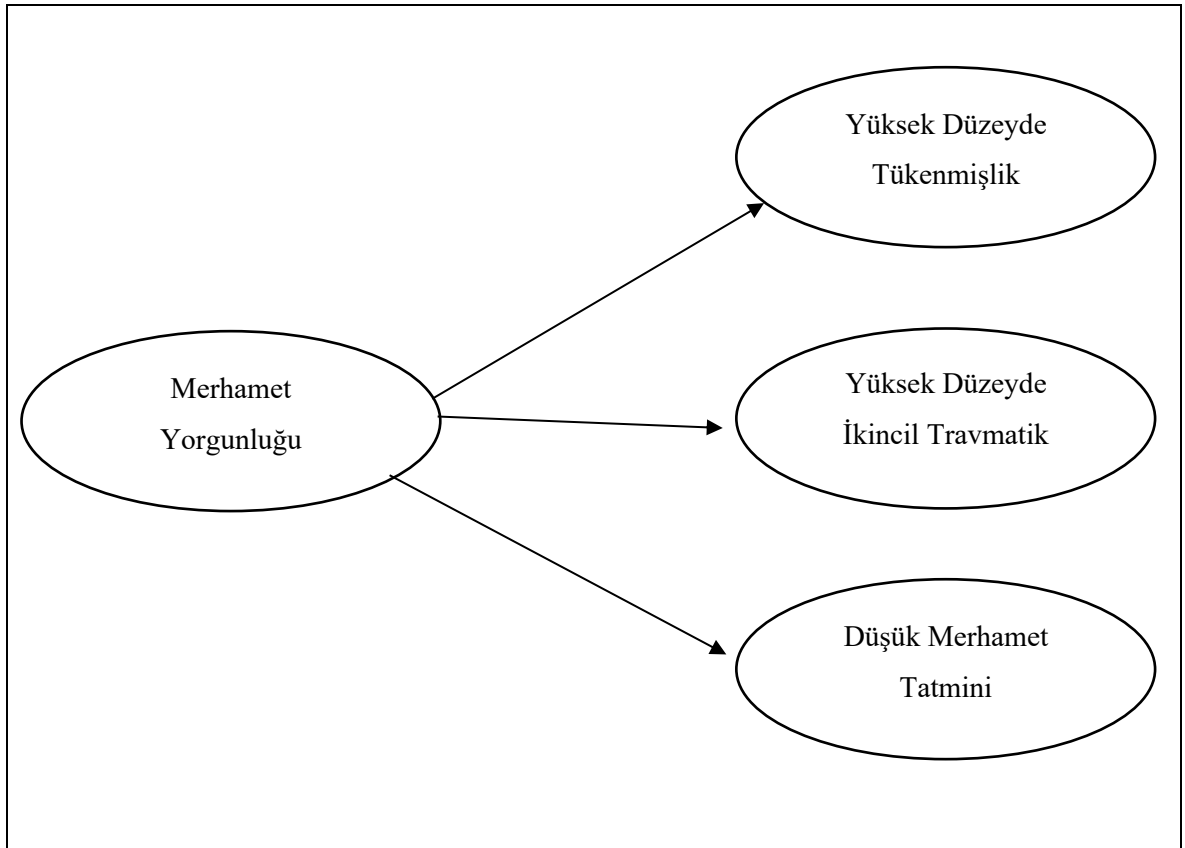 Yüksek Düzeyde
Tükenmişlik
Merhamet
Yorgunluğu
Yüksek Düzeyde
İkincil Travmatik
Düşük Merhamet
Tatmini